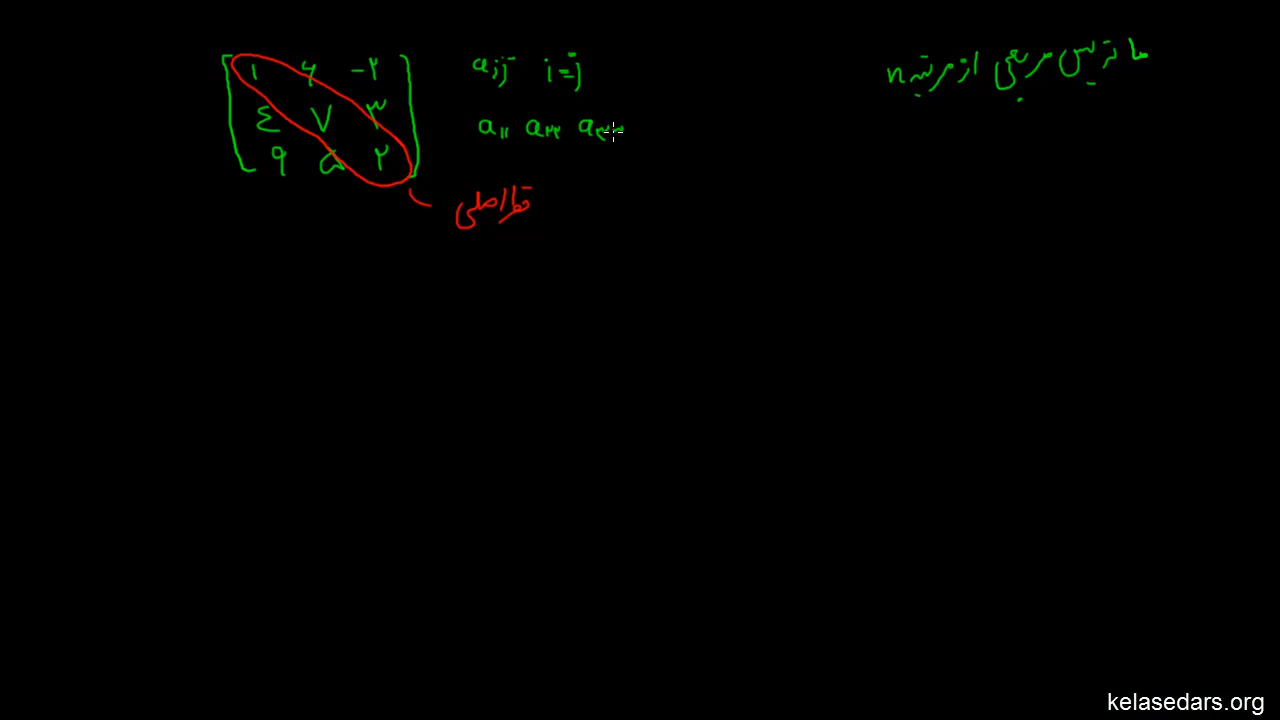 ماتریس مربعی از مرتبه n
۱ ۶ -۲ aij i=j
٤ ۷ ۳ a۱۱ a۲۲ a۳۳
۹ ۵ ۲
قطر اصلی
kelasedars.org